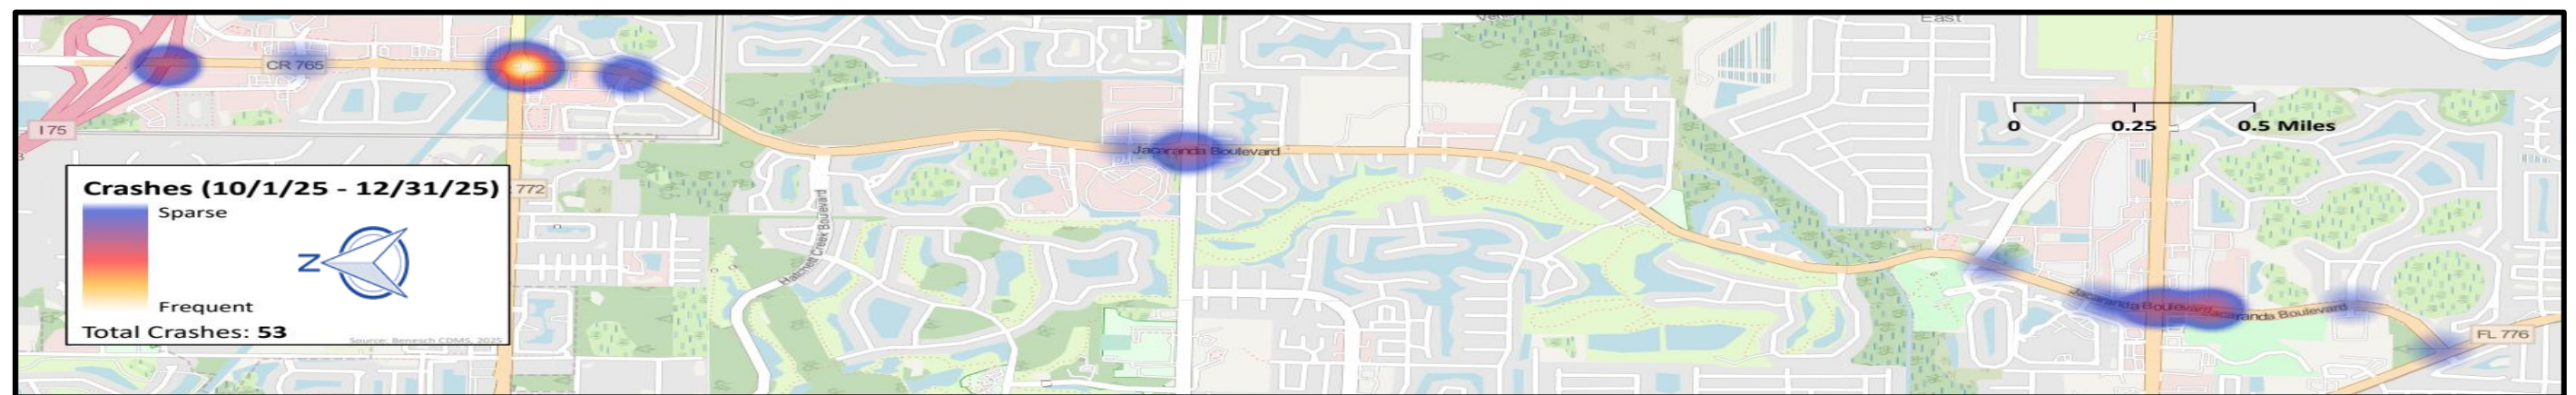 East
CR 765
I 75
0 0.25 0.5 Miles
Jacaranda Boulevard
Crashes (10/1/25 - 12/31/25)
Sparse
Frequent
Z
Total Crashes: 53
Source: Benesch CDMS, 2025
772
Hatchett Creek Boulevard
Jacaranda Boulevard
Jacaranda Boulevard
FL 776